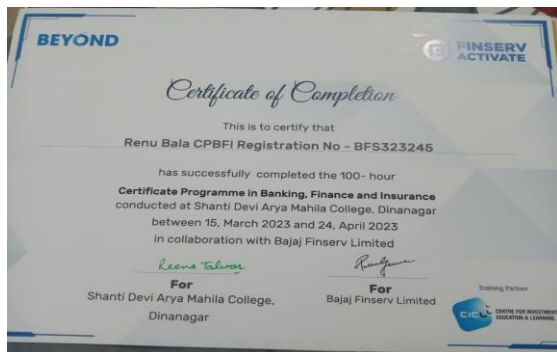 BEYOND
FINSERV
ACTIVATE
Certificate of Completion
This is to certify that
Renu Bala CPBFI Registration No - BFS323245
has successfully completed the 100- hour
Certificate Programme in Banking, Finance and Insurance
conducted at Shanti Devi Arya Mahila College, Dinanagar
between 15, March 2023 and 24, April 2023
in collaboration with Bajaj Finserv Limited
Reena Talwar
For
Shanti Devi Arya Mahila College,
Dinanagar
For
Bajaj Finserv Limited
Training Partner
CICL
CENTRE FOR INVESTMENT
EDUCATION & LEARNING